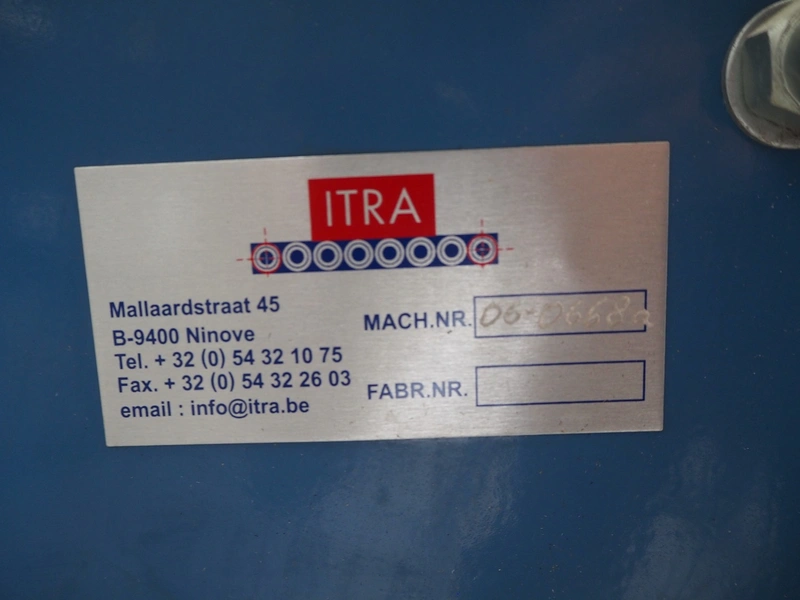 ITRA
Mallaardstraat 45
B-9400 Ninove
Tel. + 32 (0) 54 32 10 75
Fax. + 32 (0) 54 32 26 03
email : info@itra.be
MACH.NR.
FABR.NR.